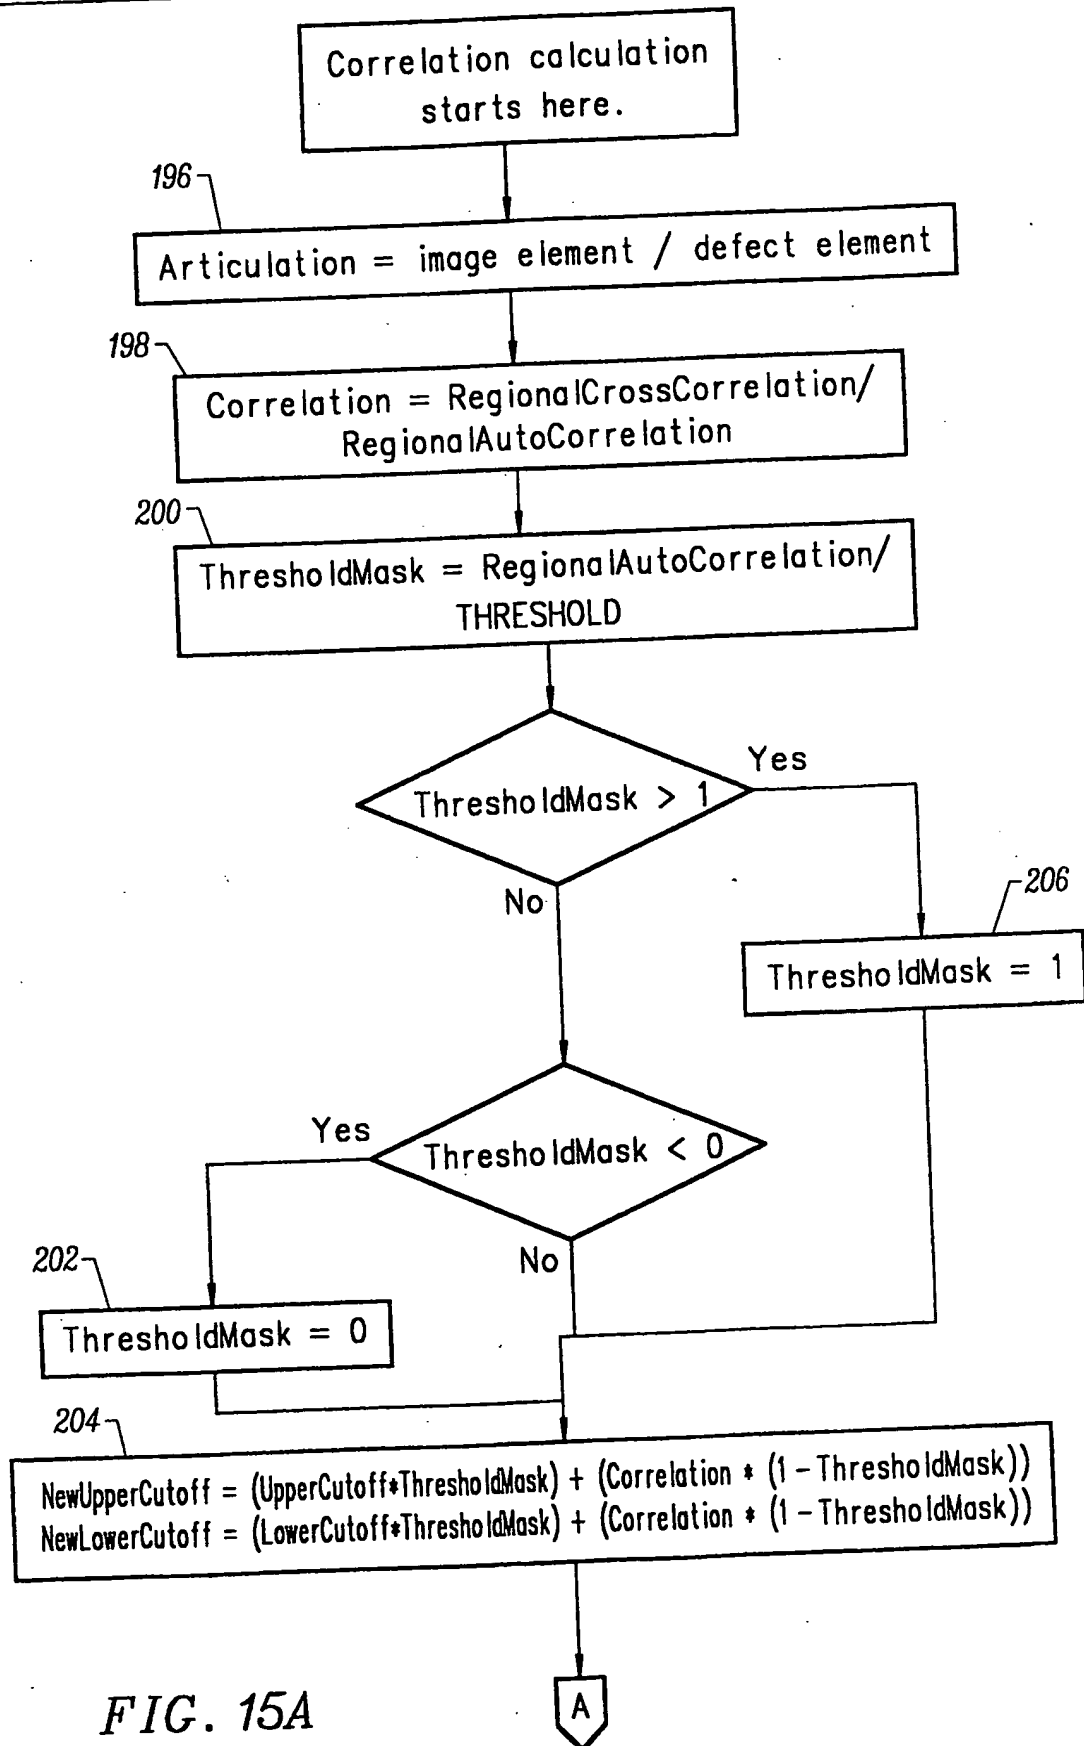 Correlation calculation
starts here.
196
Articulation = image element / defect element
198
Correlation = RegionalCrossCorrelation/
RegionalAutoCorrelation
200
ThresholdMask = RegionalAutoCorrelation/
THRESHOLD
ThresholdMask > 1
Yes
No
206
ThresholdMask = 1
ThresholdMask < 0
Yes
No
202
ThresholdMask = 0
204
NewUpperCutoff = (UpperCutoff*ThresholdMask) + (Correlation * (1 - ThresholdMask))
NewLowerCutoff = (LowerCutoff*ThresholdMask) + (Correlation * (1 - ThresholdMask))
A
FIG. 15A